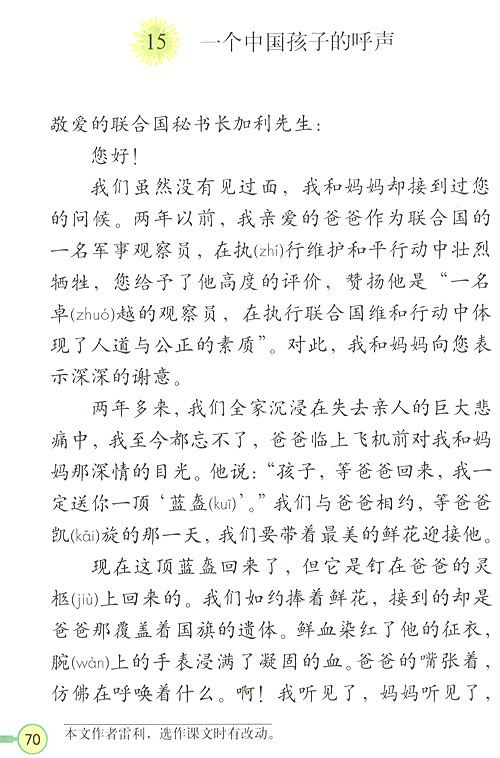 15 一个中国孩子的呼声
敬爱的联合国秘书长加利先生：
您好！
我们虽然没有见过面，我和妈妈却接到过您
的问候。两年以前，我亲爱的爸爸作为联合国的
一名军事观察员，在执(zhí)行维护和平行动中壮烈
牺牲，您给予了他高度的评价，赞扬他是“一名
卓(zhuó)越的观察员，在执行联合国维和行动中体
现了人道与公正的素质”。对此，我和妈妈向您表
示深深的谢意。
两年多来，我们全家沉浸在失去亲人的巨大悲
痛中，我至今都忘不了，爸爸临上飞机前对我和妈
妈那深情的目光。他说：“孩子，等爸爸回来，我一
定送你一顶‘蓝盔(kuī)’。”我们与爸爸相约，等爸爸
凯(kǎi)旋的那一天，我们要带着最美的鲜花迎接他。
现在这顶蓝盔回来了，但它是钉在爸爸的灵
柩(jiù)上回来的。我们如约捧着鲜花，接到的却是
爸爸那覆盖着国旗的遗体。鲜血染红了他的征衣，
腕(wàn)上的手表浸满了凝固的血。爸爸的嘴张着，
仿佛在呼唤着什么。啊！我听见了，妈妈听见了，
本文作者雷利，选作课文时有改动。
70